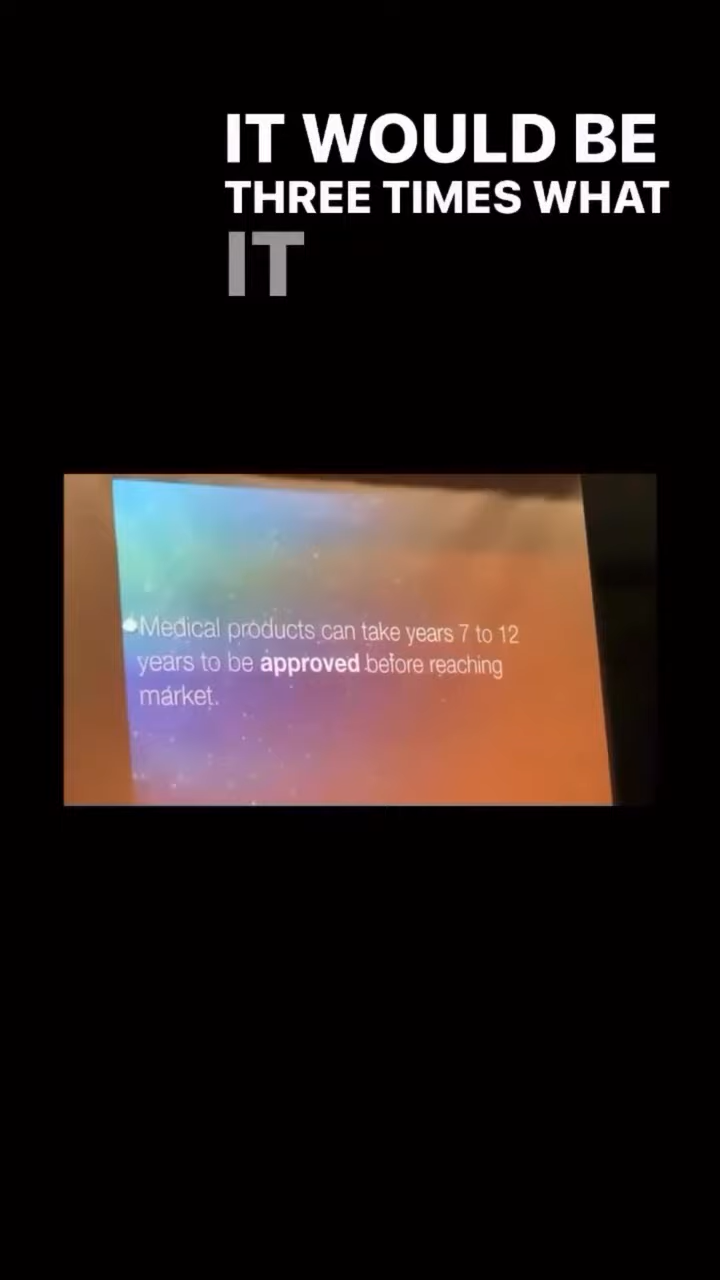 IT WOULD BE
THREE TIMES WHAT
IT
Medical products can take years 7 to 12
years to be approved before reaching
market.